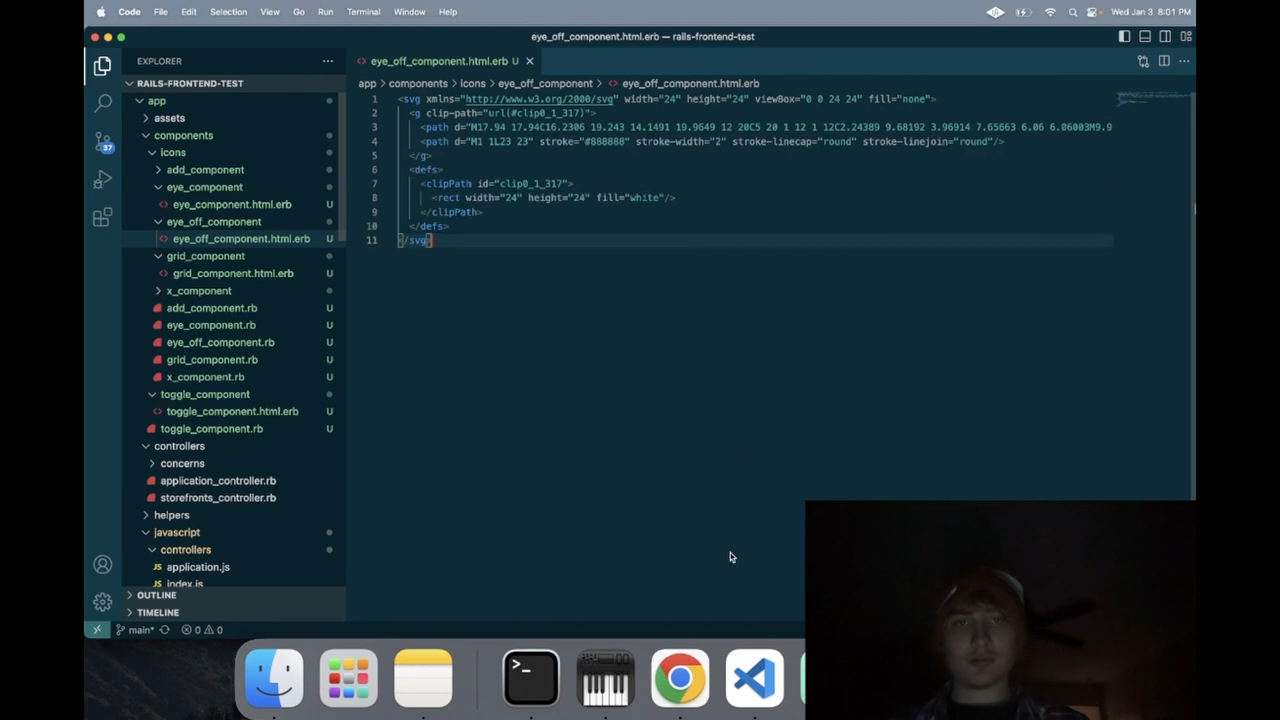 Code File Edit Selection View Go Run Terminal Window Help Wed Jan 3 8:01 PM
eye_off_component.html.erb — rails-frontend-test
EXPLORER
eye_off_component.html.erb U
RAILS-FRONTEND-TEST
app > components > icons > eye_off_component > eye_off_component.html.erb
app
assets
components
icons
add_component
eye_component
eye_component.html.erb U
eye_off_component
eye_off_component.html.erb U
grid_component
grid_component.html.erb U
x_component
add_component.rb U
eye_component.rb U
eye_off_component.rb U
grid_component.rb U
x_component.rb U
toggle_component
toggle_component.html.erb U
toggle_component.rb U
controllers
concerns
application_controller.rb
storefronts_controller.rb
helpers
javascript
controllers
application.js
index.js
OUTLINE
TIMELINE
37
1 <svg xmlns="http://www.w3.org/2000/svg" width="24" height="24" viewBox="0 0 24 24" fill="none">
2 <g clip-path="url(#clip0_1_317)">
3 <path d="M17.94 17.94C16.2306 19.243 14.1491 19.9649 12 20C5 20 1 12 1 12C2.24389 9.68192 3.96914 7.65663 6.06 6.06003M9.9
4 <path d="M1 1L23 23" stroke="#888888" stroke-width="2" stroke-linecap="round" stroke-linejoin="round"/>
5 </g>
6 <defs>
7 <clipPath id="clip0_1_317">
8 <rect width="24" height="24" fill="white"/>
9 </clipPath>
10 </defs>
11 </svg>
main* 0 0